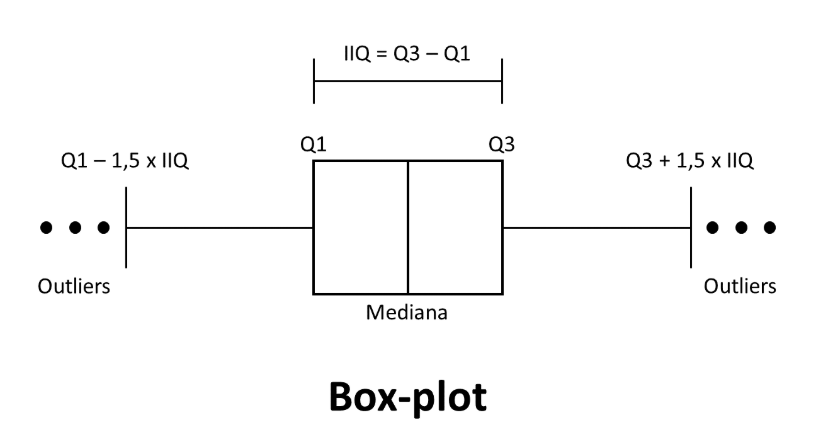 IIQ = Q3 – Q1
Q1
Q3
Q1 – 1,5 x IIQ
Q3 + 1,5 x IIQ
Outliers
Outliers
Mediana
Box-plot